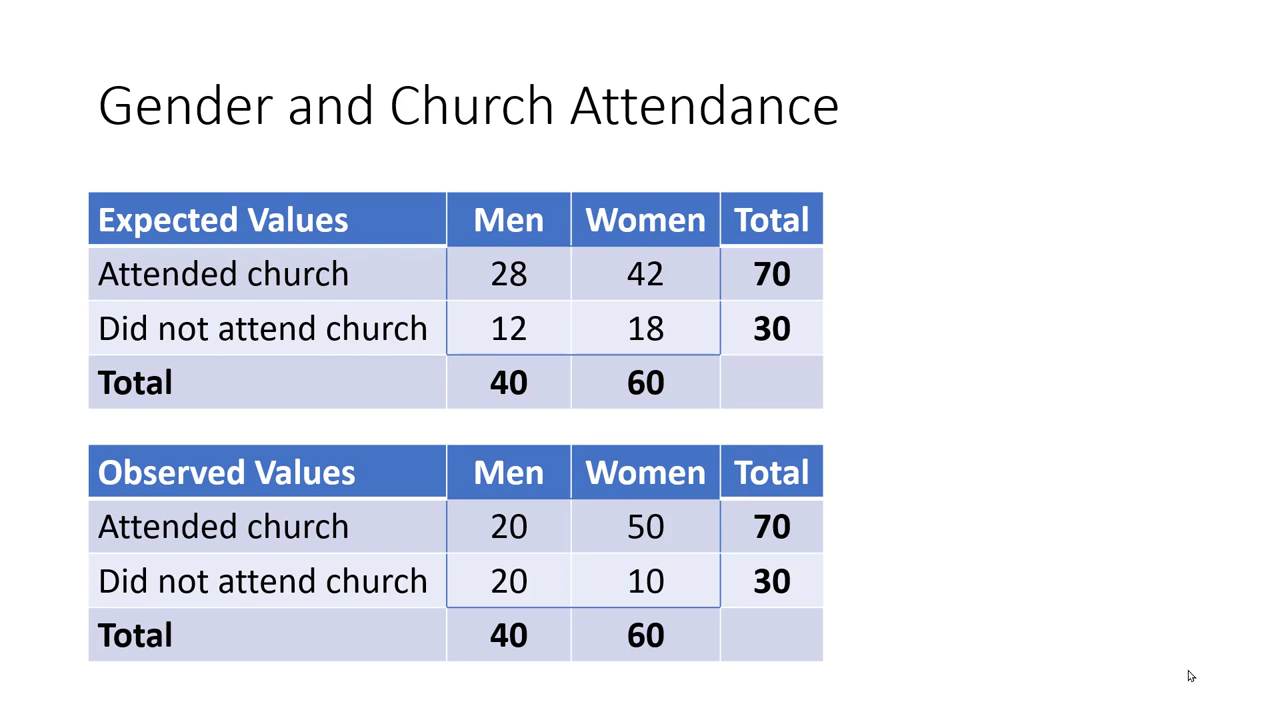 Gender and Church Attendance
Expected Values Men Women Total
Attended church 28 42 70
Did not attend church 12 18 30
Total 40 60
Observed Values Men Women Total
Attended church 20 50 70
Did not attend church 20 10 30
Total 40 60